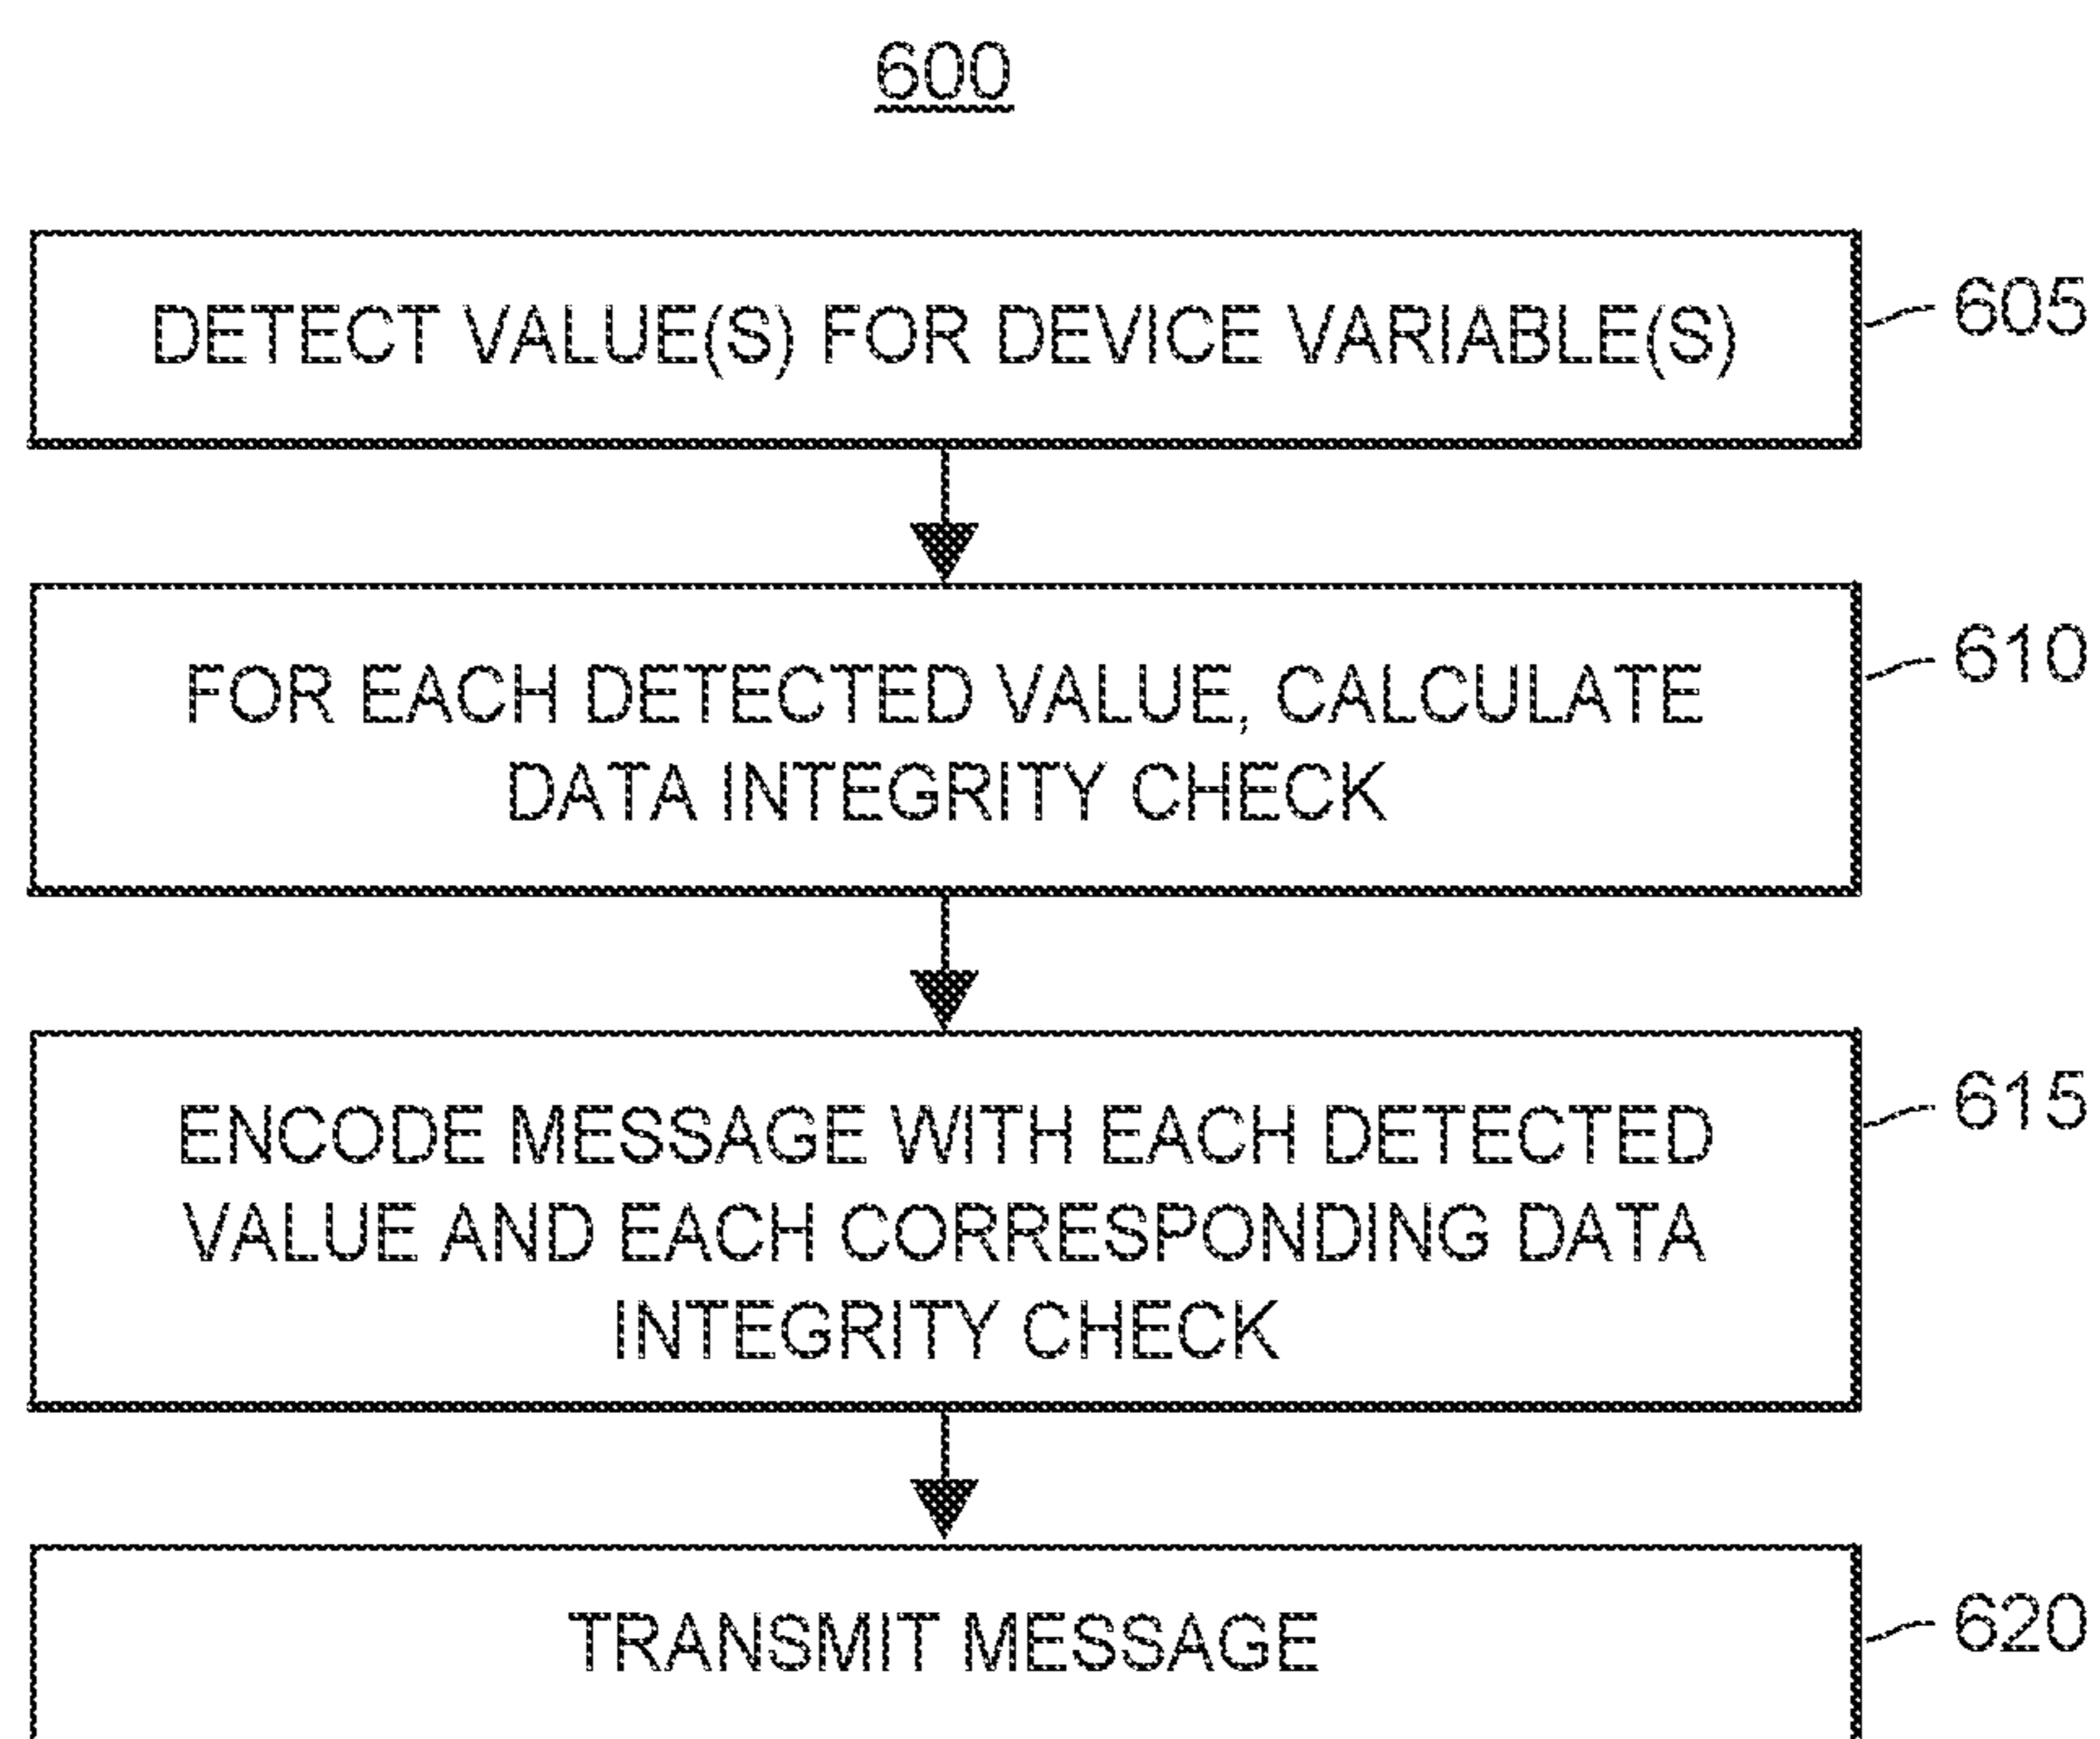 600
DETECT VALUE(S) FOR DEVICE VARIABLE(S)
605
FOR EACH DETECTED VALUE, CALCULATE
DATA INTEGRITY CHECK
610
ENCODE MESSAGE WITH EACH DETECTED
VALUE AND EACH CORRESPONDING DATA
INTEGRITY CHECK
615
TRANSMIT MESSAGE
620